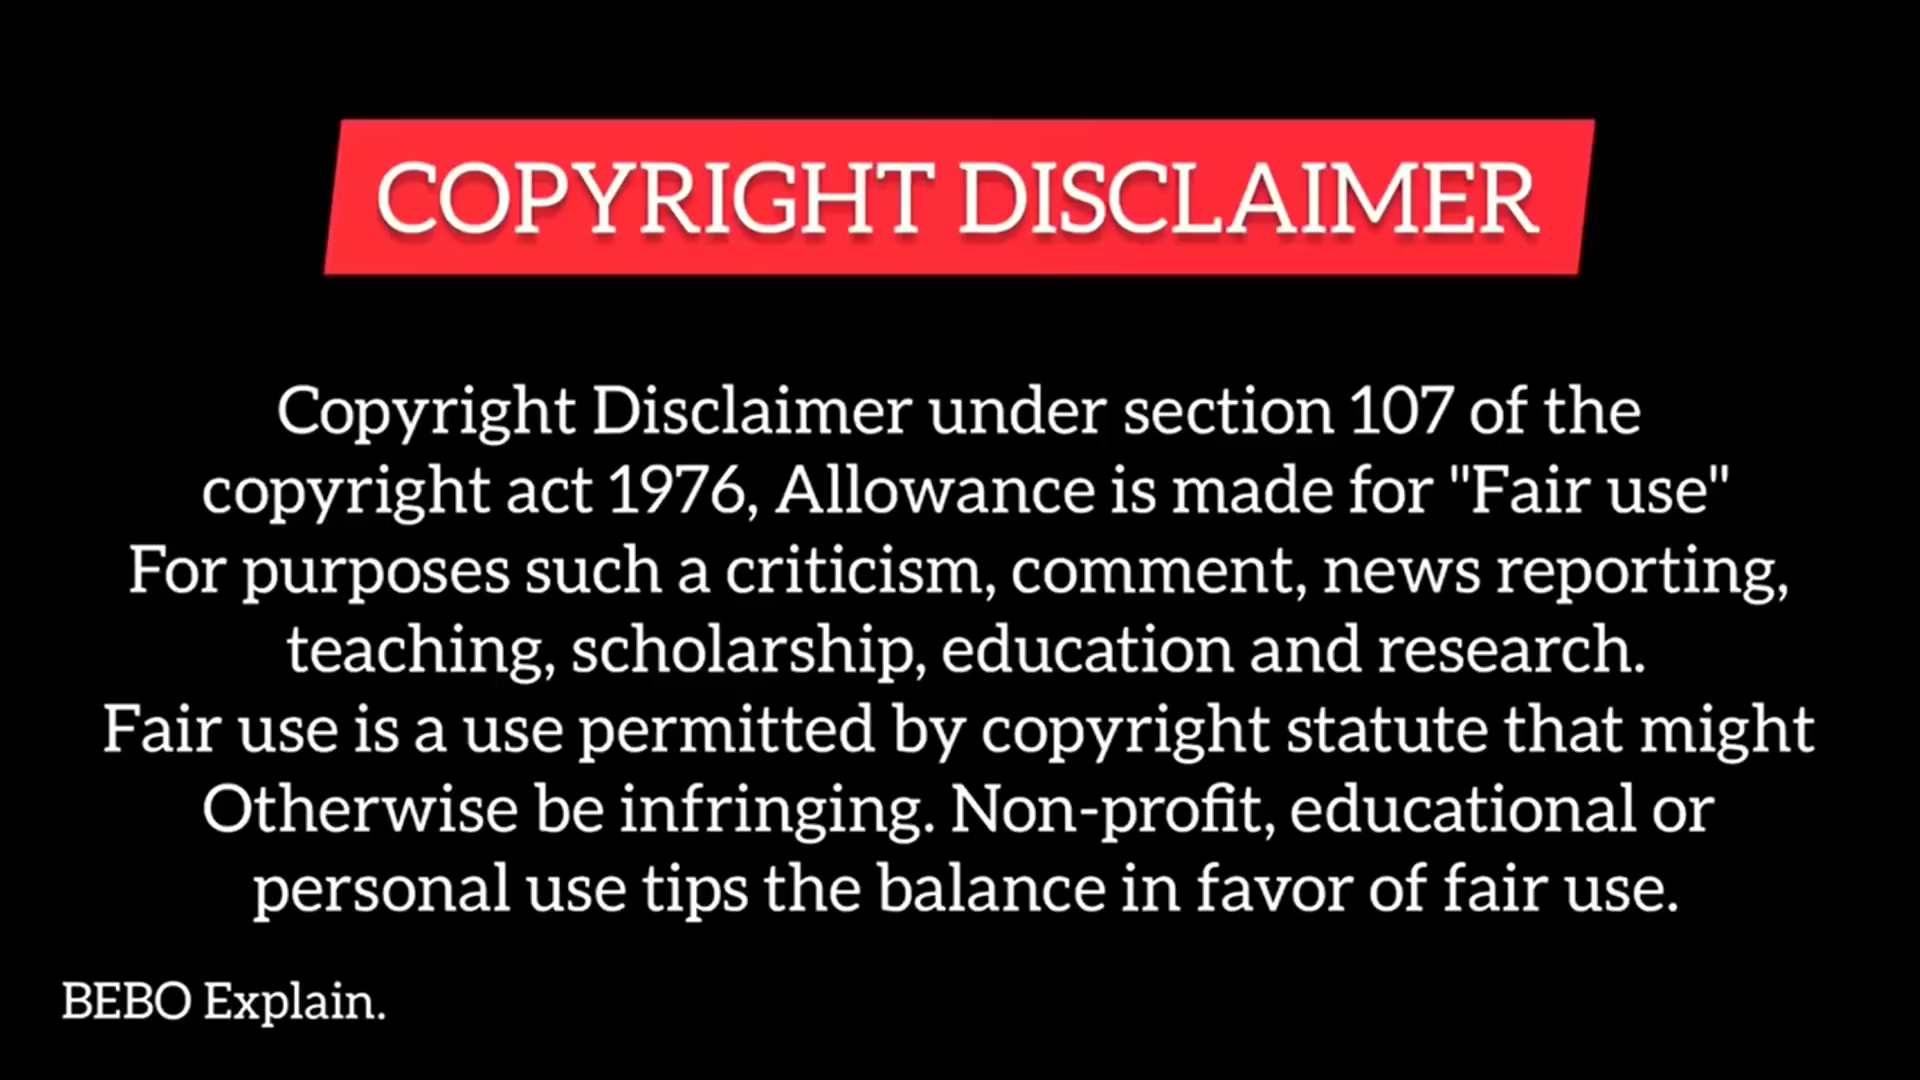 COPYRIGHT DISCLAIMER
Copyright Disclaimer under section 107 of the
copyright act 1976, Allowance is made for "Fair use"
For purposes such a criticism, comment, news reporting,
teaching, scholarship, education and research.
Fair use is a use permitted by copyright statute that might
Otherwise be infringing. Non-profit, educational or
personal use tips the balance in favor of fair use.
BEBO Explain.